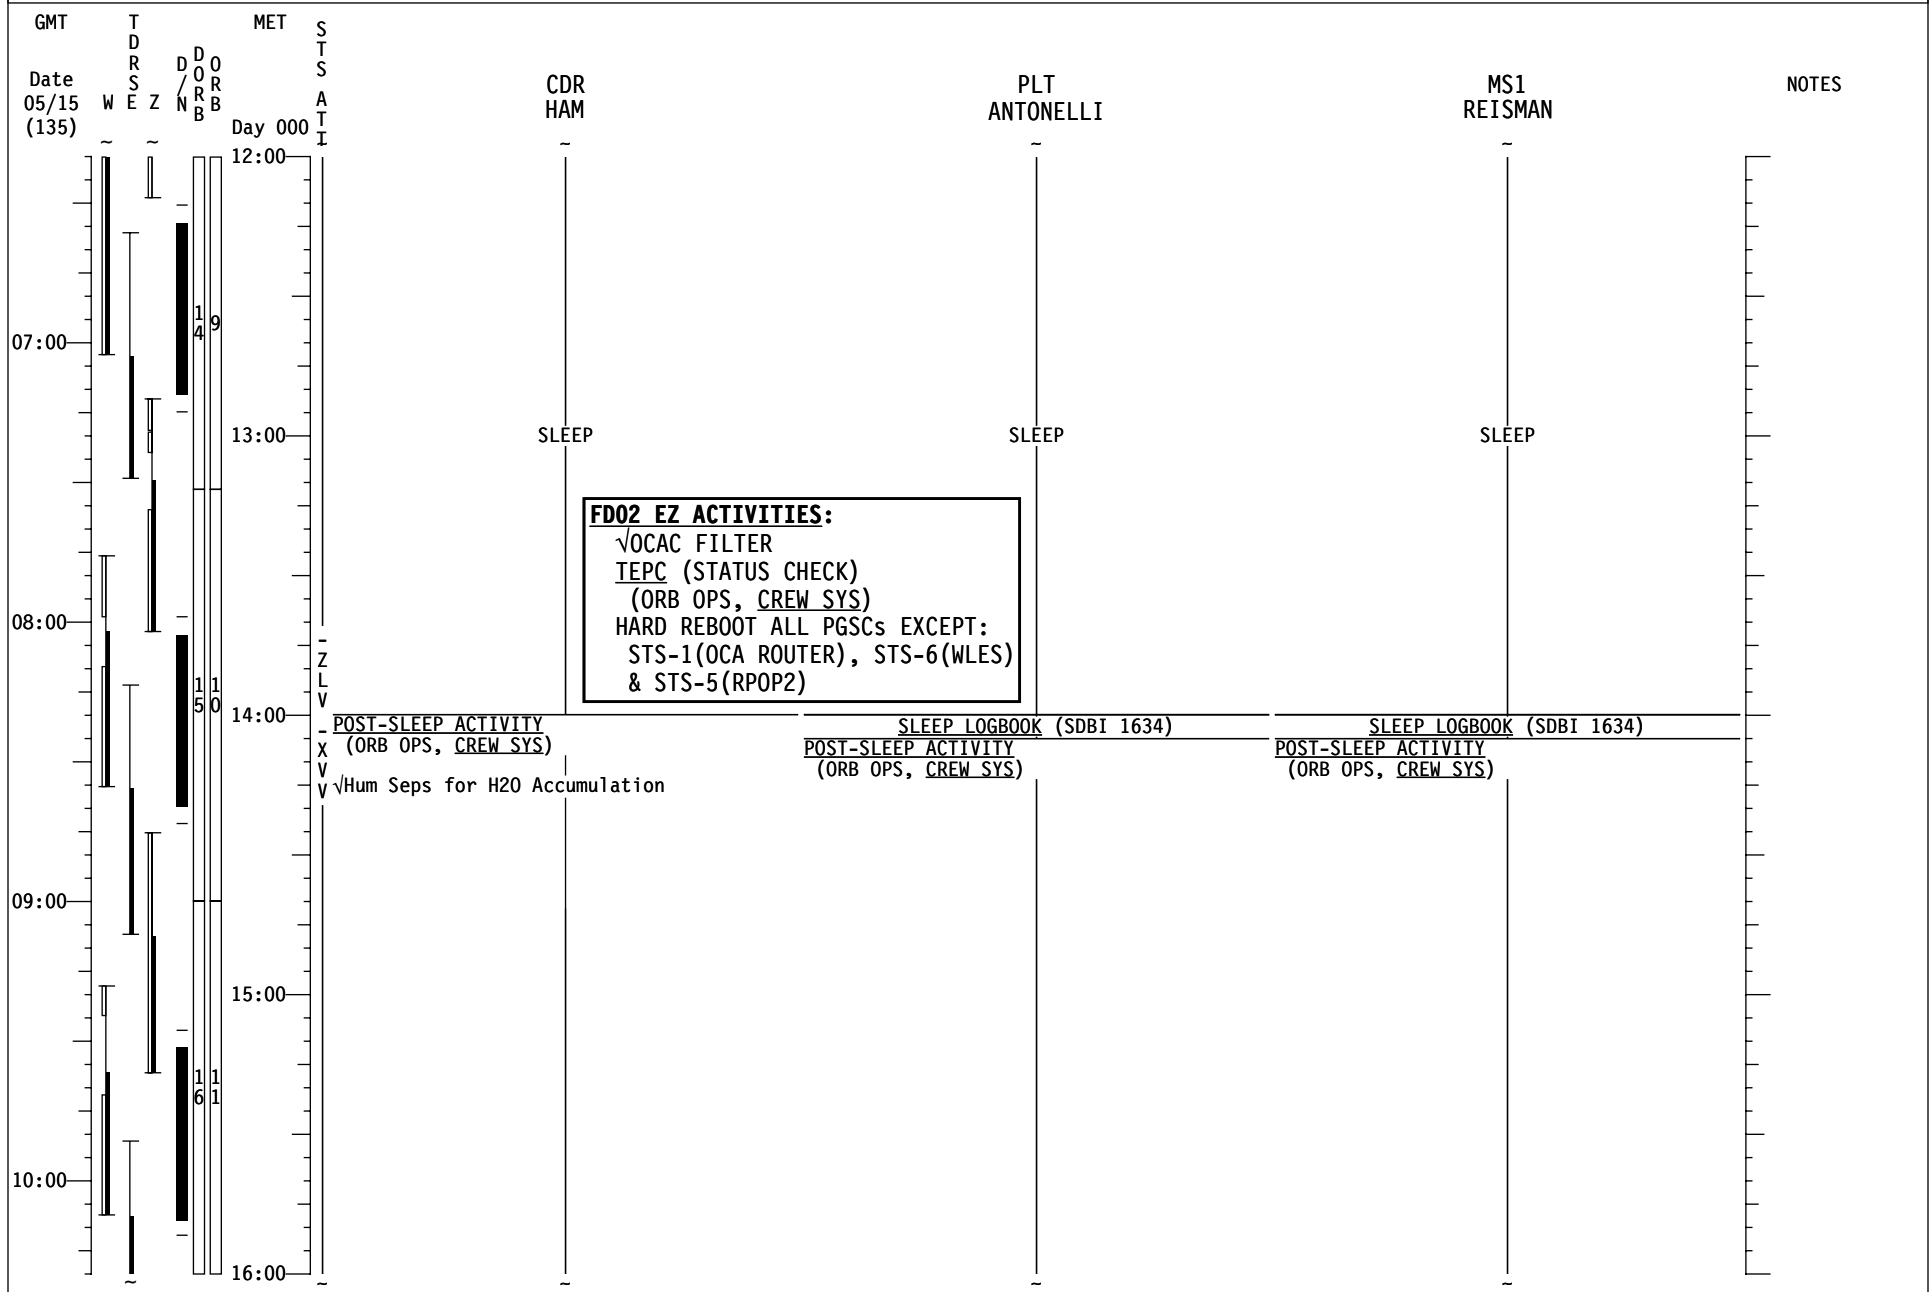 GMT
TDRS
MET
STS ATT
D/N
DORB
ORB
Date
05/15
(135)
W E Z
Day 000
CDR
HAM
PLT
ANTONELLI
MS1
REISMAN
NOTES
~ ~ ~ ~ ~
12:00
14 9
07:00
13:00
SLEEP SLEEP SLEEP
FD02 EZ ACTIVITIES:
√OCAC FILTER
TEPC (STATUS CHECK)
(ORB OPS, CREW SYS)
HARD REBOOT ALL PGSCs EXCEPT:
STS-1(OCA ROUTER), STS-6(WLES)
& STS-5(RPOP2)
08:00
-ZLV
15 10
14:00
-XVV
POST-SLEEP ACTIVITY
(ORB OPS, CREW SYS)
√Hum Seps for H2O Accumulation
SLEEP LOGBOOK (SDBI 1634)
POST-SLEEP ACTIVITY
(ORB OPS, CREW SYS)
SLEEP LOGBOOK (SDBI 1634)
POST-SLEEP ACTIVITY
(ORB OPS, CREW SYS)
09:00
15:00
16 11
10:00
16:00
~ ~ ~ ~ ~